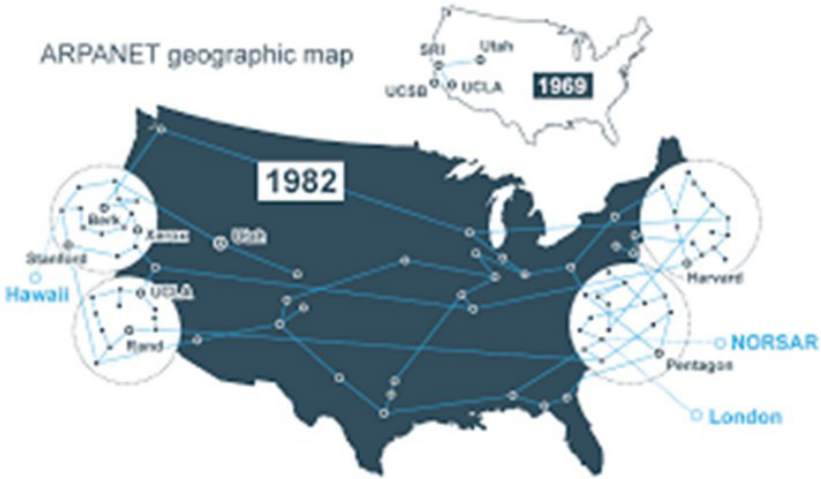 ARPANET geographic map
SRI
Utah
UCSB
UCLA
1969
1982
Berk
Xerox
Utah
Stanford
Hawaii
UCLA
Rand
Harvard
NORSAR
Pentagon
London